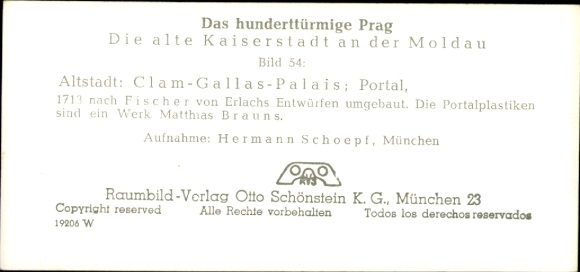 Das hunderttürmige Prag
Die alte Kaiserstadt an der Moldau
Bild 54:
Altstadt: Clam-Gallas-Palais; Portal,
1713 nach Fischer von Erlachs Entwürfen umgebaut. Die Portalplastiken
sind ein Werk Matthias Brauns.
Aufnahme: Hermann Schoepf, München
RVS
Raumbild-Verlag Otto Schönstein K. G., München 23
Copyright reserved Alle Rechte vorbehalten Todos los derechos reservados
19206 W